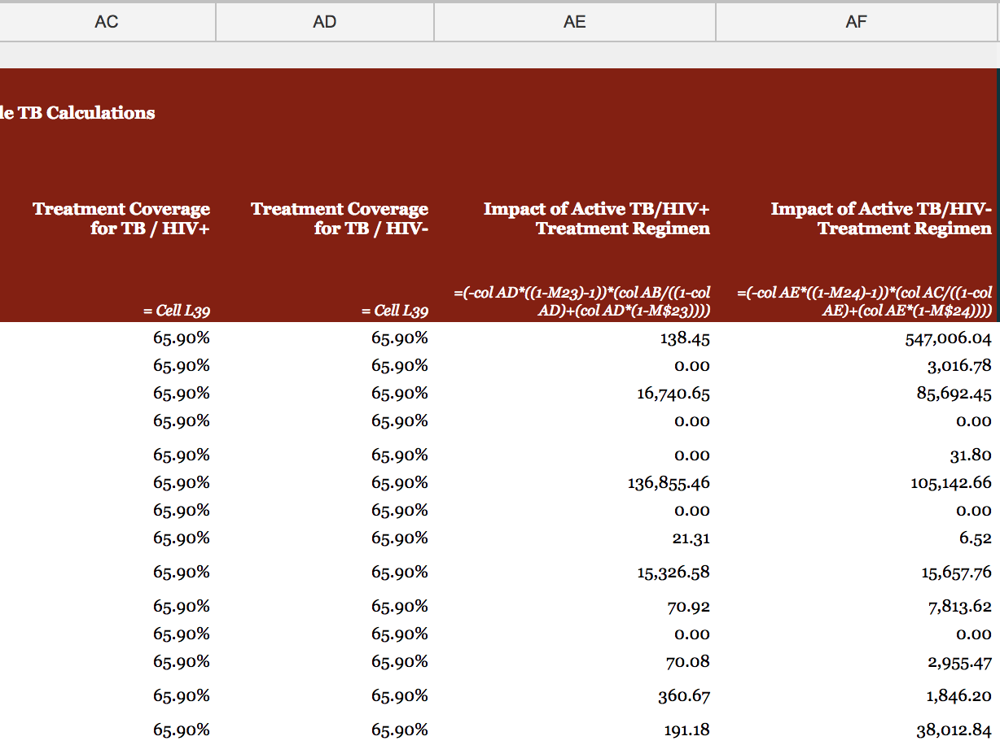 AC AD AE AF
le TB Calculations
Treatment Coverage Treatment Coverage Impact of Active TB/HIV+ Impact of Active TB/HIV-
for TB / HIV+ for TB / HIV- Treatment Regimen Treatment Regimen
=(-col AD*((1-M23)-1))*(col AB/((1-col =(-col AE*((1-M24)-1))*(col AC/((1-col
= Cell L39 = Cell L39 AD)+(col AD*(1-M$23)))) AE)+(col AE*(1-M$24))))
65.90% 65.90% 138.45 547,006.04
65.90% 65.90% 0.00 3,016.78
65.90% 65.90% 16,740.65 85,692.45
65.90% 65.90% 0.00 0.00
65.90% 65.90% 0.00 31.80
65.90% 65.90% 136,855.46 105,142.66
65.90% 65.90% 0.00 0.00
65.90% 65.90% 21.31 6.52
65.90% 65.90% 15,326.58 15,657.76
65.90% 65.90% 70.92 7,813.62
65.90% 65.90% 0.00 0.00
65.90% 65.90% 70.08 2,955.47
65.90% 65.90% 360.67 1,846.20
65.90% 65.90% 191.18 38,012.84